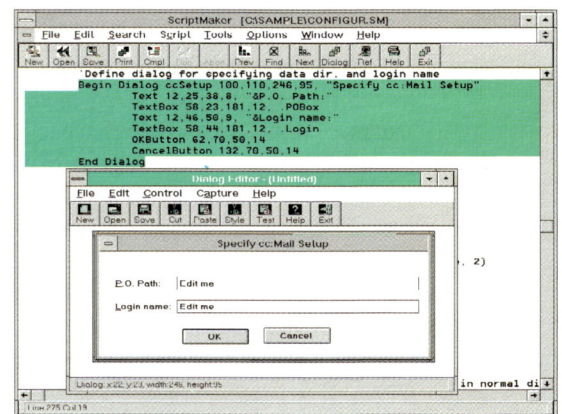 ScriptMaker [C:\SAMPLE\CONFIGUR.SM]
File Edit Search Script Tools Options Window Help
New Open Save Print Cmpl Prev Find Next Dialog Ref Help Exit
'Define dialog for specifying data dir. and login name
Begin Dialog ccSetup 100,110,246,95, "Specify cc:Mail Setup"
Text 12,25,38,8, "&P.O. Path:"
TextBox 58,23,181,12, .POBox
Text 12,46,50,9, "&Login name:"
TextBox 58,44,181,12, .Login
OKButton 62,70,50,14
CancelButton 132,70,50,14
End Dialog
Dialog Editor - (Untitled)
File Edit Control Capture Help
New Open Save Cut Paste Style Test Help Exit
Specify cc:Mail Setup
, 2)
P.O. Path: Edit me
Login name: Edit me
OK Cancel
Dialog: x:22, y:23, width:246, height:95
in normal di
Line 275 Col 19